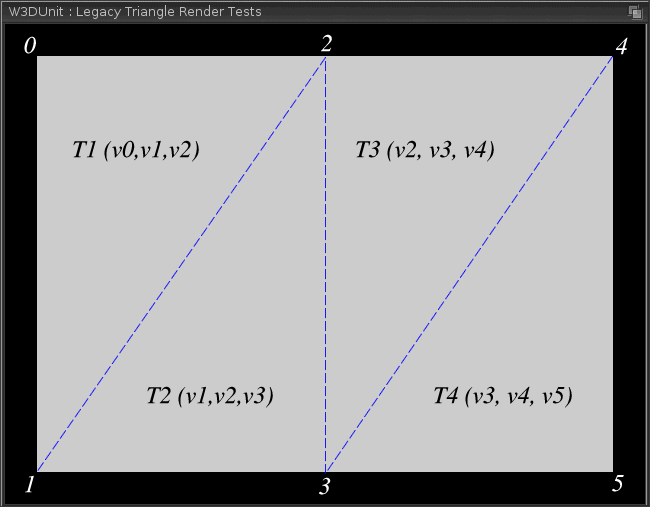 W3DUnit : Legacy Triangle Render Tests
0 2 4
T1 (v0,v1,v2) T3 (v2, v3, v4)
T2 (v1,v2,v3) T4 (v3, v4, v5)
1 3 5